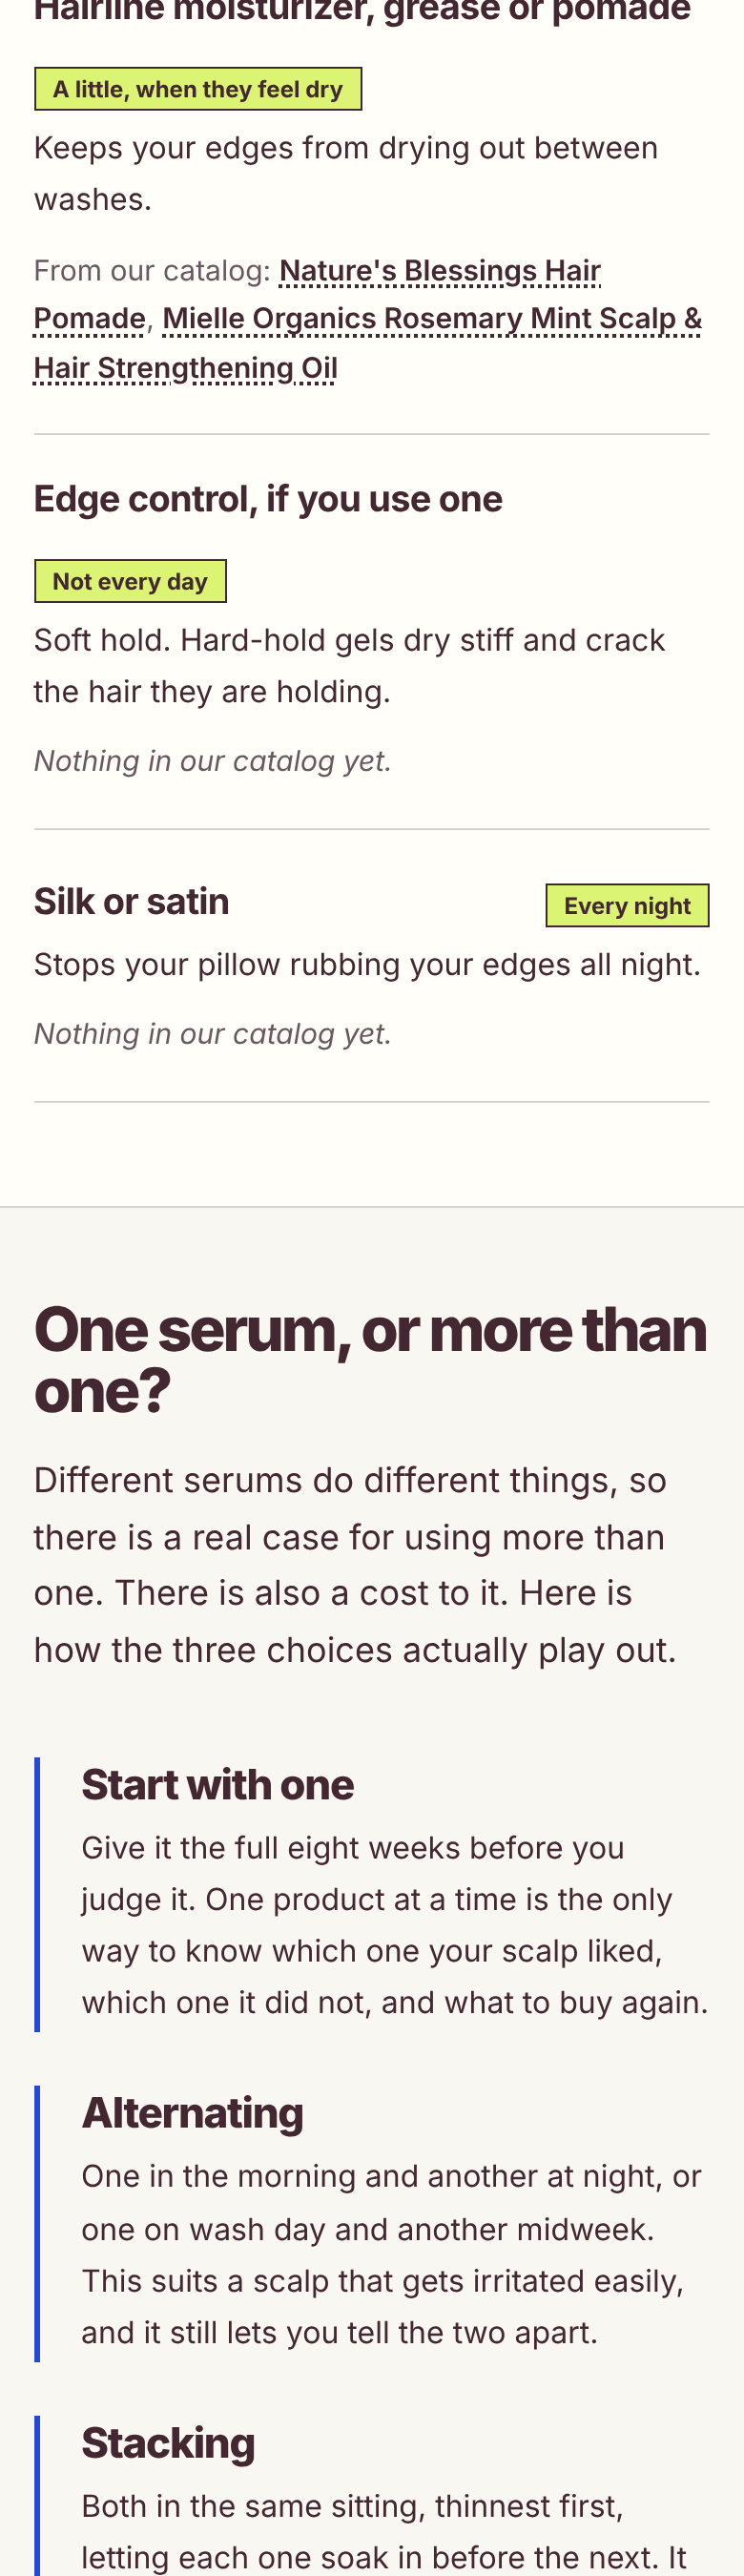 Hairline moisturizer, grease or pomade
A little, when they feel dry
Keeps your edges from drying out between
washes.
From our catalog: Nature's Blessings Hair
Pomade, Mielle Organics Rosemary Mint Scalp &
Hair Strengthening Oil
Edge control, if you use one
Not every day
Soft hold. Hard-hold gels dry stiff and crack
the hair they are holding.
Nothing in our catalog yet.
Silk or satin
Every night
Stops your pillow rubbing your edges all night.
Nothing in our catalog yet.
One serum, or more than
one?
Different serums do different things, so
there is a real case for using more than
one. There is also a cost to it. Here is
how the three choices actually play out.
Start with one
Give it the full eight weeks before you
judge it. One product at a time is the only
way to know which one your scalp liked,
which one it did not, and what to buy again.
Alternating
One in the morning and another at night, or
one on wash day and another midweek.
This suits a scalp that gets irritated easily,
and it still lets you tell the two apart.
Stacking
Both in the same sitting, thinnest first,
letting each one soak in before the next. It